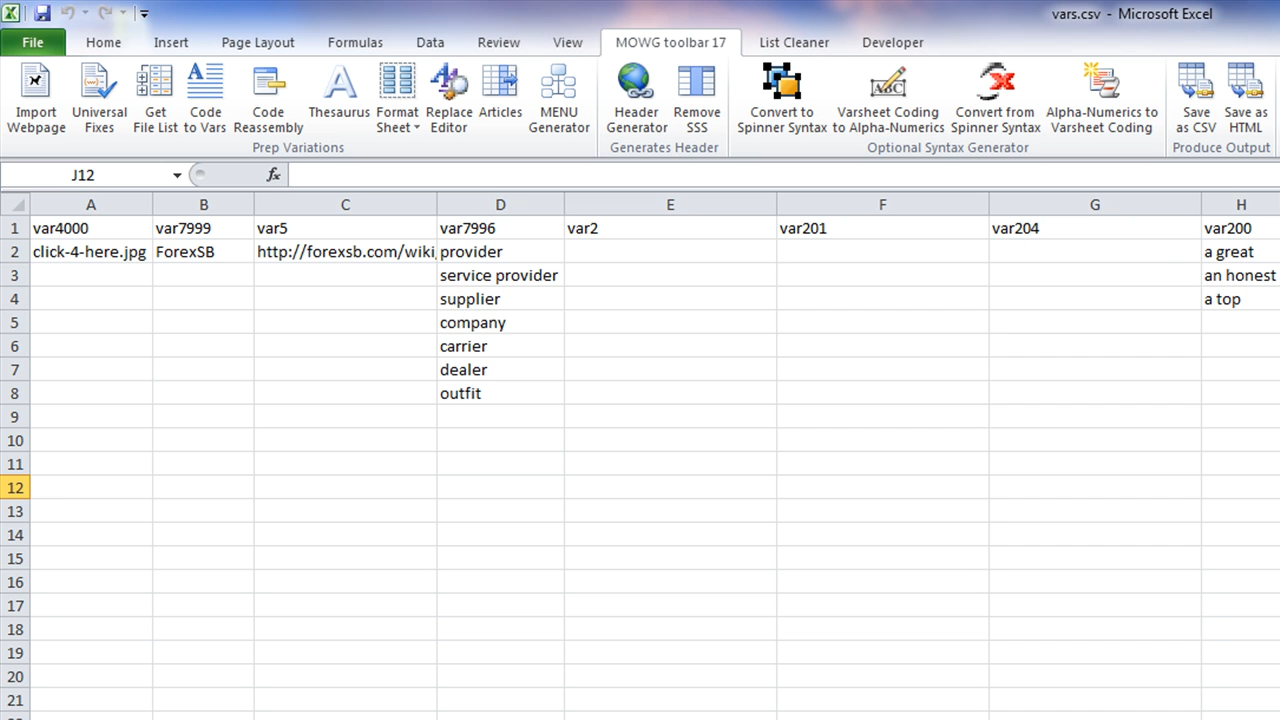 vars.csv - Microsoft Excel
File Home Insert Page Layout Formulas Data Review View MOWG toolbar 17 List Cleaner Developer
Import Webpage
Universal Fixes
Get File List
Code to Vars
Code Reassembly
Thesaurus
Format Sheet
Replace Editor
Articles
MENU Generator
Header Generator
Remove SSS
Convert to Spinner Syntax
Varsheet Coding to Alpha-Numerics
Convert from Spinner Syntax
Alpha-Numerics to Varsheet Coding
Save as CSV
Save as HTML
Prep Variations Generates Header Optional Syntax Generator Produce Output
J12 fx
A B C D E F G H
1 var4000 var7999 var5 var7996 var2 var201 var204 var200
2 click-4-here.jpg ForexSB http://forexsb.com/wiki, provider a great
3 service provider an honest
4 supplier a top
5 company
6 carrier
7 dealer
8 outfit
9
10
11
12
13
14
15
16
17
18
19
20
21